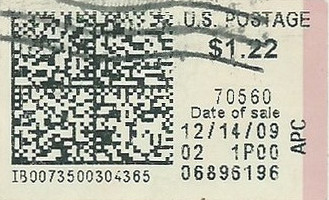 U.S. POSTAGE
$1.22
70560
Date of sale
12/14/09
02 1P00
06896196
IB0073500304365
APC